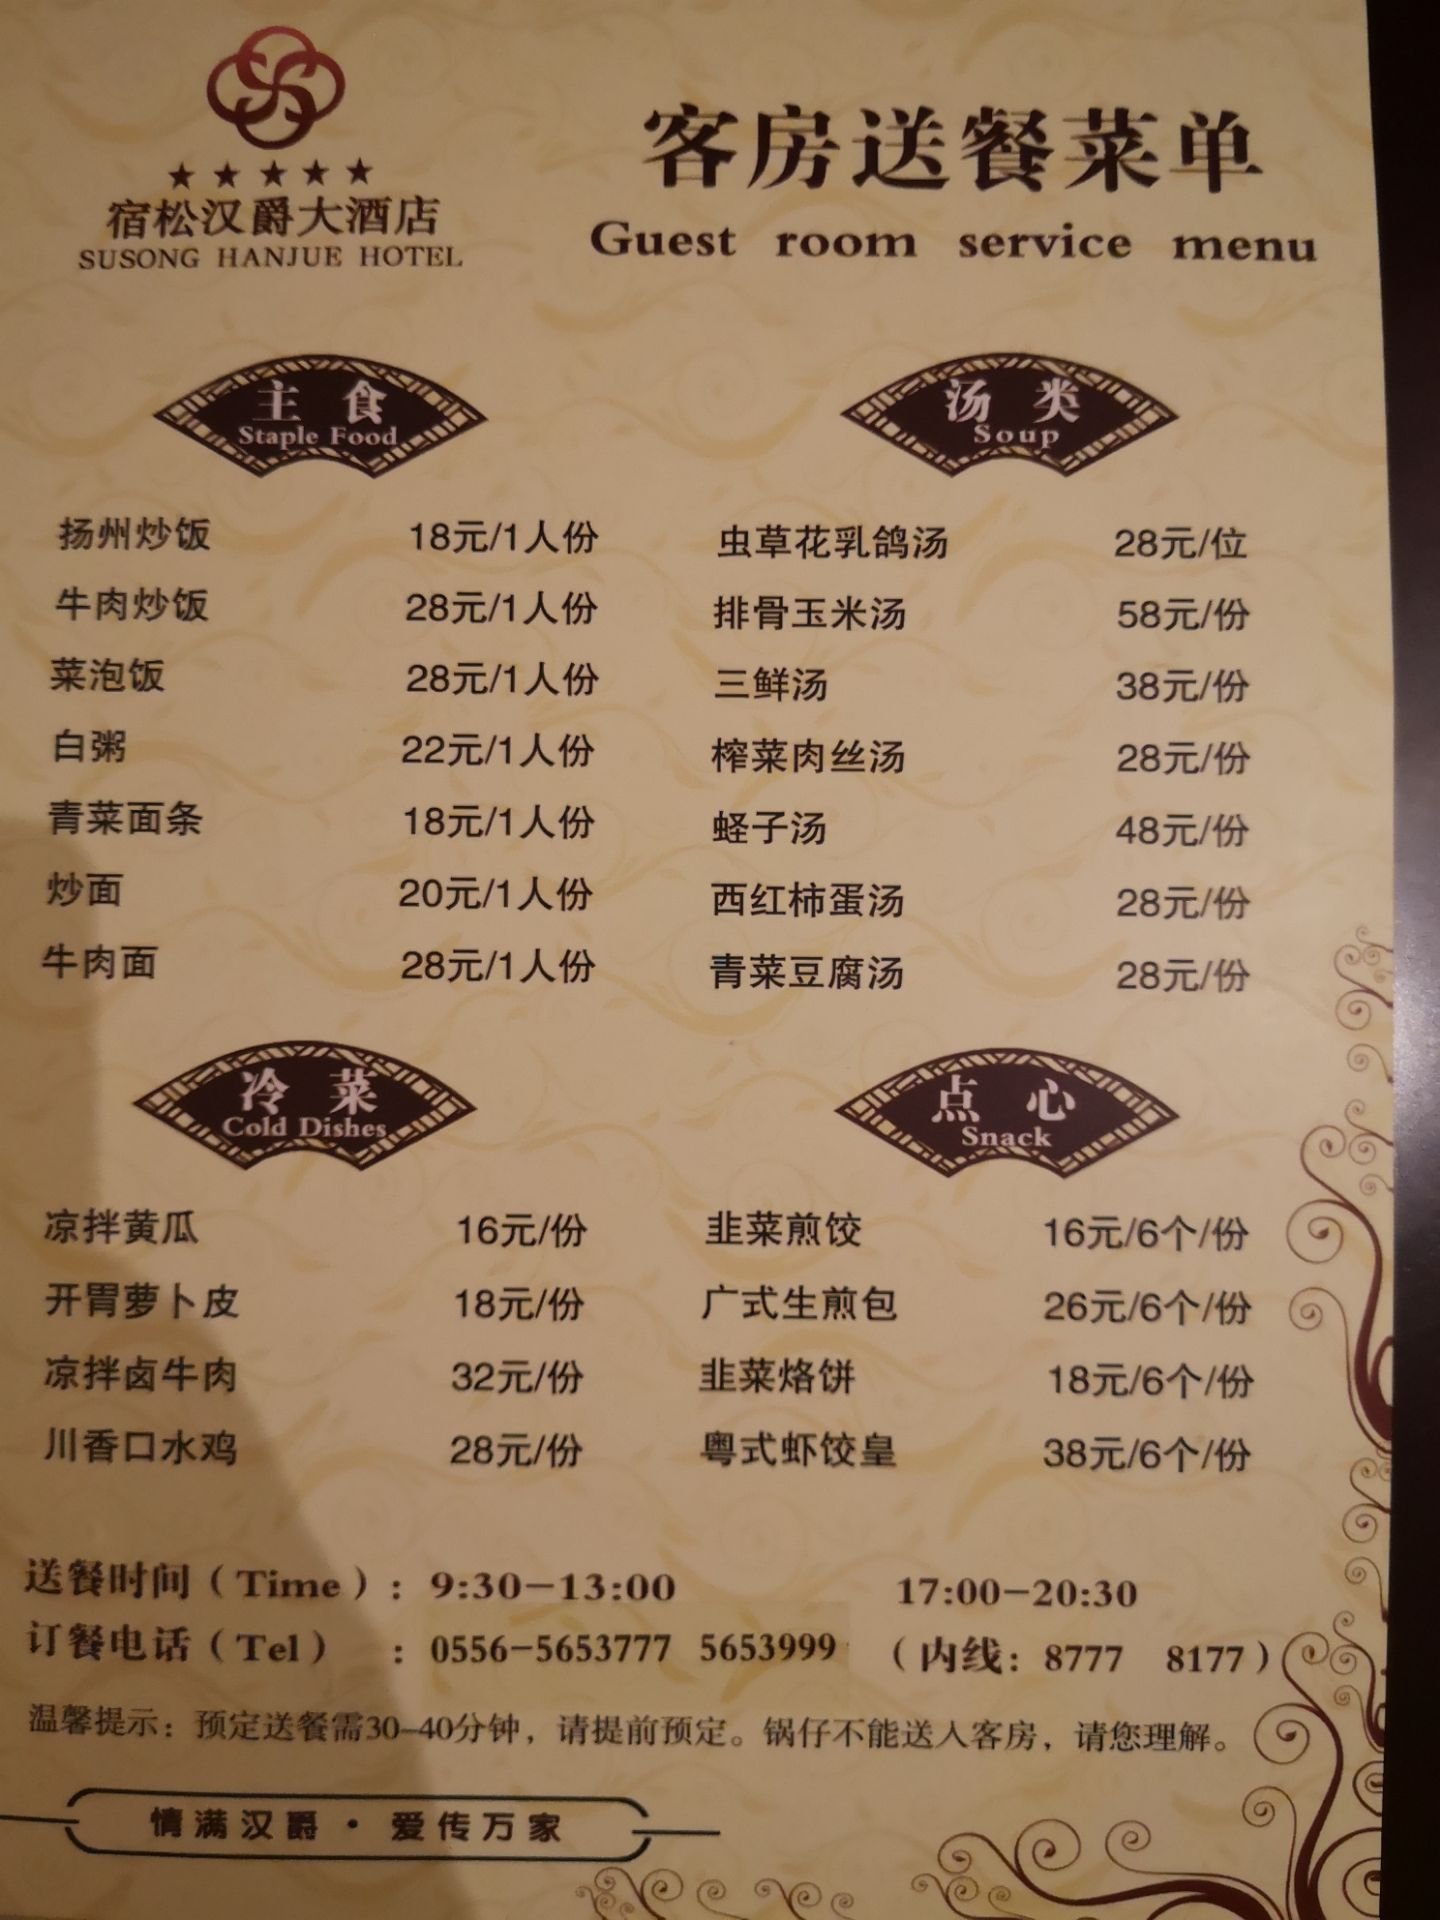 宿松汉爵大酒店
SUSONG HANJUE HOTEL
客房送餐菜单
Guest room service menu
主食
Staple Food
扬州炒饭 18元/1人份
牛肉炒饭 28元/1人份
菜泡饭 28元/1人份
白粥 22元/1人份
青菜面条 18元/1人份
炒面 20元/1人份
牛肉面 28元/1人份
汤类
Soup
虫草花乳鸽汤 28元/位
排骨玉米汤 58元/份
三鲜汤 38元/份
榨菜肉丝汤 28元/份
蛏子汤 48元/份
西红柿蛋汤 28元/份
青菜豆腐汤 28元/份
冷菜
Cold Dishes
凉拌黄瓜 16元/份
开胃萝卜皮 18元/份
凉拌卤牛肉 32元/份
川香口水鸡 28元/份
点心
Snack
韭菜煎饺 16元/6个/份
广式生煎包 26元/6个/份
韭菜烙饼 18元/6个/份
粤式虾饺皇 38元/6个/份
送餐时间（Time）：9:30-13:00 17:00-20:30
订餐电话（Tel）：0556-5653777 5653999（内线：8777 8177）
温馨提示：预定送餐需30-40分钟，请提前预定。锅仔不能送入客房，请您理解。
情满汉爵·爱传万家